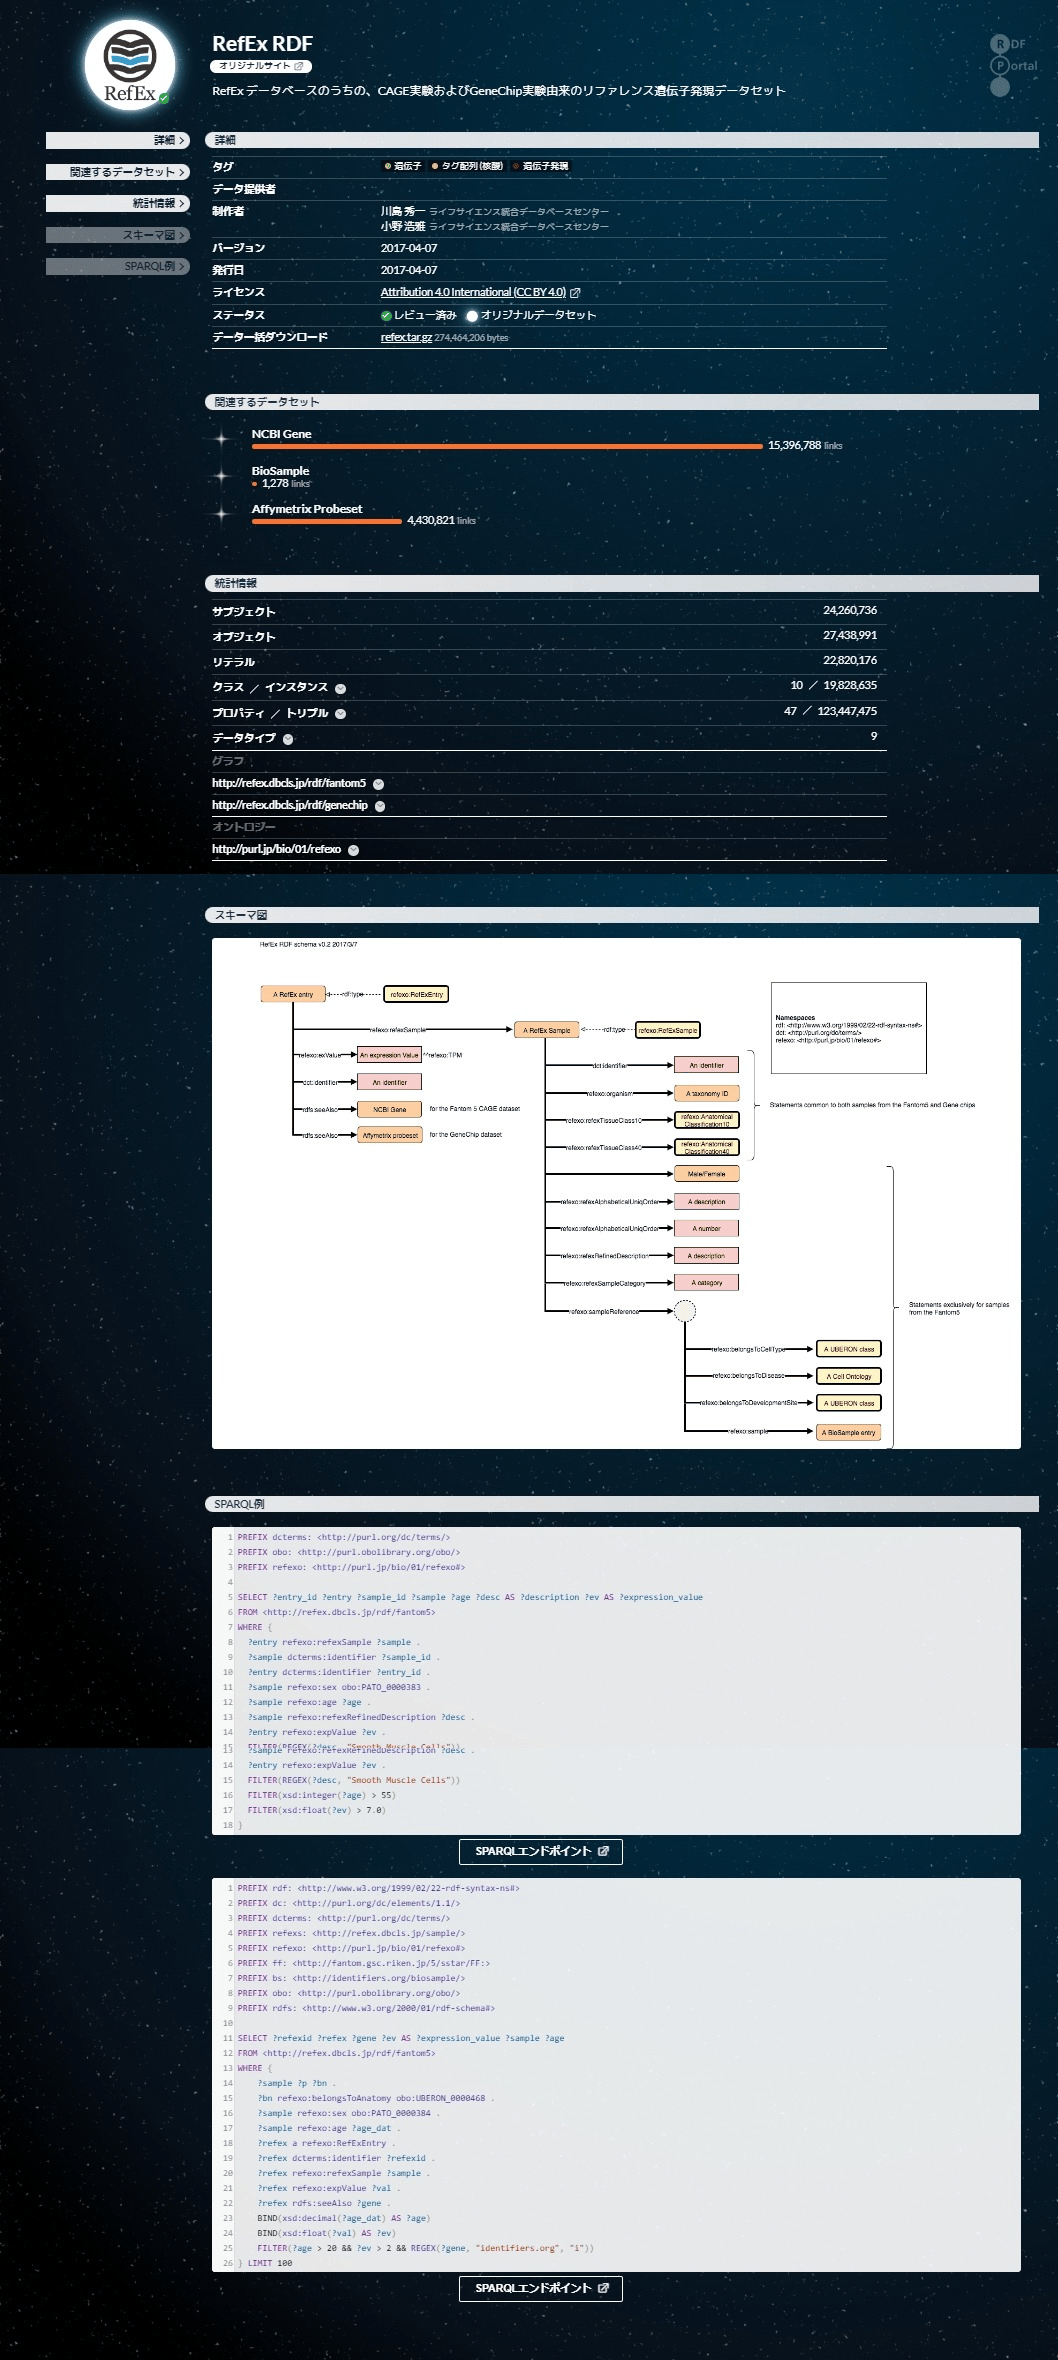 RefEx
RefEx RDF
オリジナルサイト
RefEx データベースのうちの、CAGE実験およびGeneChip実験由来のリファレンス遺伝子発現データセット
RDF
Portal
詳細
関連するデータセット
統計情報
スキーマ図
SPARQL例
詳細
タグ 遺伝子 タグ配列 (核酸) 遺伝子発現
データ提供者
制作者 川島 秀一 ライフサイエンス統合データベースセンター
小野 浩雅 ライフサイエンス統合データベースセンター
バージョン 2017-04-07
発行日 2017-04-07
ライセンス Attribution 4.0 International (CC BY 4.0)
ステータス レビュー済み オリジナルデータセット
データ一括ダウンロード refex.tar.gz 274,464,206 bytes
関連するデータセット
NCBI Gene
15,396,788 links
BioSample
1,278 links
Affymetrix Probeset
4,430,821 links
統計情報
サブジェクト 24,260,736
オブジェクト 27,438,991
リテラル 22,820,176
クラス ／ インスタンス 10 ／ 19,828,635
プロパティ ／ トリプル 47 ／ 123,447,475
データタイプ 9
グラフ
http://refex.dbcls.jp/rdf/fantom5
http://refex.dbcls.jp/rdf/genechip
オントロジー
http://purl.jp/bio/01/refexo
スキーマ図
RefEx RDF schema v0.2 2017/3/7
A RefEx entry rdf:type refexo:RefExEntry
refexo:refexSample A RefEx Sample rdf:type refexo:RefExSample
Namespaces
rdf: <http://www.w3.org/1999/02/22-rdf-syntax-ns#>
dct: <http://purl.org/dc/terms/>
refexo: <http://purl.jp/bio/01/refexo#>
refexo:exValue An expression Value ^^refexo:TPM
dct:identifier An identifier
rdfs:seeAlso NCBI Gene for the Fantom 5 CAGE dataset
rdfs:seeAlso Affymetrix probeset for the GeneChip dataset
dct:identifier An identifier
refexo:organism A taxonomy ID
refexo:refexTissueClass10 refexo:Anatomical
Classification10
refexo:refexTissueClass40 refexo:Anatomical
Classification40
Statements common to both samples from the Fantom5 and Gene chips
Male/Female
refexo:refexAlphabeticalUniqOrder A description
refexo:refexAlphabeticalUniqOrder A number
refexo:refexRefinedDescription A description
refexo:refexSampleCategory A category
refexo:sampleReference
Statements exclusively for samples
from the Fantom5
refexo:belongsToCellType A UBERON class
refexo:belongsToDisease A Cell Ontology
refexo:belongsToDevelopmentSite A UBERON class
refexo:sample A BioSample entry
SPARQL例
1 PREFIX dcterms: <http://purl.org/dc/terms/>
2 PREFIX obo: <http://purl.obolibrary.org/obo/>
3 PREFIX refexo: <http://purl.jp/bio/01/refexo#>
4
5 SELECT ?entry_id ?entry ?sample_id ?sample ?age ?desc AS ?description ?ev AS ?expression_value
6 FROM <http://refex.dbcls.jp/rdf/fantom5>
7 WHERE {
8 ?entry refexo:refexSample ?sample .
9 ?sample dcterms:identifier ?sample_id .
10 ?entry dcterms:identifier ?entry_id .
11 ?sample refexo:sex obo:PATO_0000383 .
12 ?sample refexo:age ?age .
13 ?sample refexo:refexRefinedDescription ?desc .
14 ?entry refexo:expValue ?ev .
15 FILTER(REGEX(?desc, "Smooth Muscle Cells"))
13 ?sample refexo:refexRefinedDescription ?desc .
14 ?entry refexo:expValue ?ev .
15 FILTER(REGEX(?desc, "Smooth Muscle Cells"))
16 FILTER(xsd:integer(?age) > 55)
17 FILTER(xsd:float(?ev) > 7.0)
18 }
SPARQLエンドポイント
1 PREFIX rdf: <http://www.w3.org/1999/02/22-rdf-syntax-ns#>
2 PREFIX dc: <http://purl.org/dc/elements/1.1/>
3 PREFIX dcterms: <http://purl.org/dc/terms/>
4 PREFIX refexs: <http://refex.dbcls.jp/sample/>
5 PREFIX refexo: <http://purl.jp/bio/01/refexo#>
6 PREFIX ff: <http://fantom.gsc.riken.jp/5/sstar/FF:>
7 PREFIX bs: <http://identifiers.org/biosample/>
8 PREFIX obo: <http://purl.obolibrary.org/obo/>
9 PREFIX rdfs: <http://www.w3.org/2000/01/rdf-schema#>
10
11 SELECT ?refexid ?refex ?gene ?ev AS ?expression_value ?sample ?age
12 FROM <http://refex.dbcls.jp/rdf/fantom5>
13 WHERE {
14 ?sample ?p ?bn .
15 ?bn refexo:belongsToAnatomy obo:UBERON_0000468 .
16 ?sample refexo:sex obo:PATO_0000384 .
17 ?sample refexo:age ?age_dat .
18 ?refex a refexo:RefExEntry .
19 ?refex dcterms:identifier ?refexid .
20 ?refex refexo:refexSample ?sample .
21 ?refex refexo:expValue ?val .
22 ?refex rdfs:seeAlso ?gene .
23 BIND(xsd:decimal(?age_dat) AS ?age)
24 BIND(xsd:float(?val) AS ?ev)
25 FILTER(?age > 20 && ?ev > 2 && REGEX(?gene, "identifiers.org", "i"))
26 } LIMIT 100
SPARQLエンドポイント